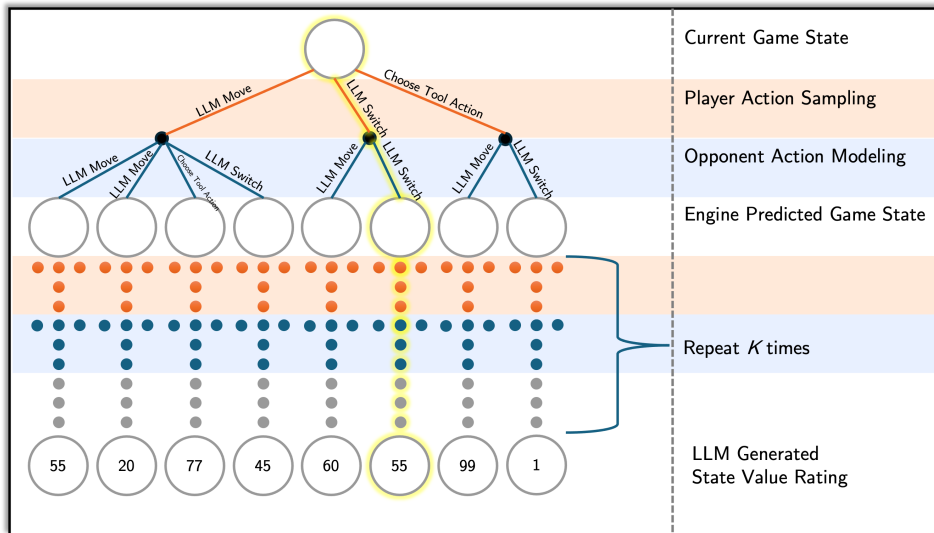 Current Game State
LLM Move
LLM Switch
Choose Tool Action
Player Action Sampling
LLM Move
LLM Move
Choose Tool Action
LLM Switch
LLM Move
LLM Switch
LLM Move
LLM Switch
Opponent Action Modeling
Engine Predicted Game State
Repeat K times
55
20
77
45
60
55
99
1
LLM Generated
State Value Rating